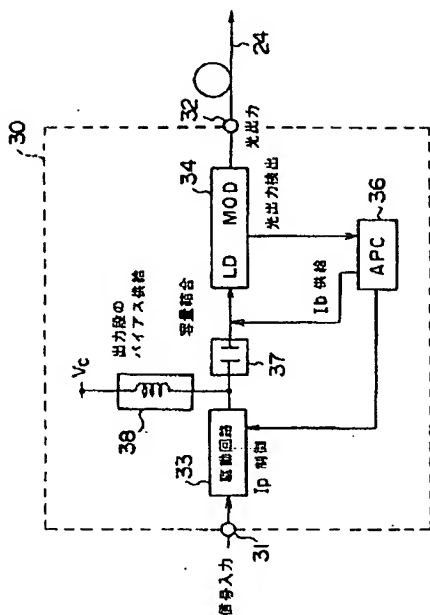 30
24
32
光出力
34
LD MOD
光出力検出
36
APC
Ib 供給
容量結合
37
出力段の
バイアス供給
Vc
38
33
駆動回路
Ip 制御
31
信号入力